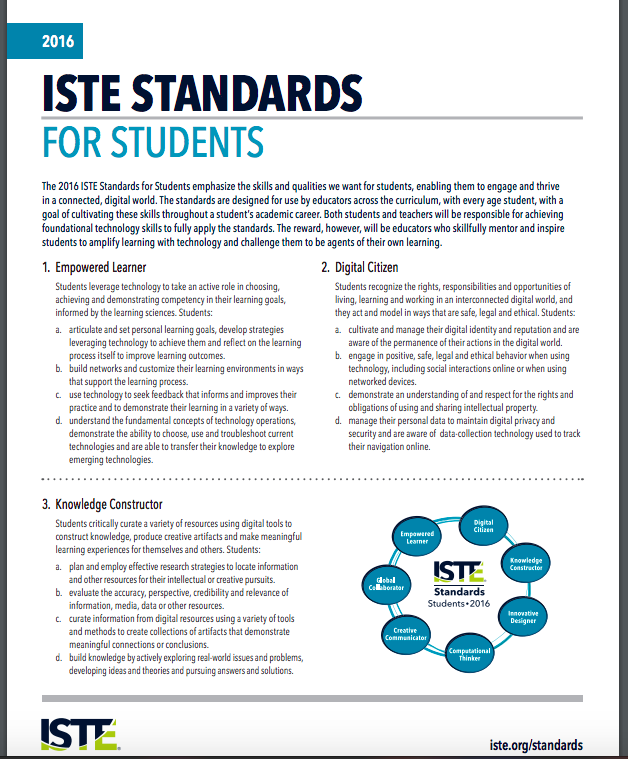 2016
ISTE STANDARDS
FOR STUDENTS
The 2016 ISTE Standards for Students emphasize the skills and qualities we want for students, enabling them to engage and thrive
in a connected, digital world. The standards are designed for use by educators across the curriculum, with every age student, with a
goal of cultivating these skills throughout a student's academic career. Both students and teachers will be responsible for achieving
foundational technology skills to fully apply the standards. The reward, however, will be educators who skillfully mentor and inspire
students to amplify learning with technology and challenge them to be agents of their own learning.
1. Empowered Learner
Students leverage technology to take an active role in choosing,
achieving and demonstrating competency in their learning goals,
informed by the learning sciences. Students:
a. articulate and set personal learning goals, develop strategies
leveraging technology to achieve them and reflect on the learning
process itself to improve learning outcomes.
b. build networks and customize their learning environments in ways
that support the learning process.
c. use technology to seek feedback that informs and improves their
practice and to demonstrate their learning in a variety of ways.
d. understand the fundamental concepts of technology operations,
demonstrate the ability to choose, use and troubleshoot current
technologies and are able to transfer their knowledge to explore
emerging technologies.
2. Digital Citizen
Students recognize the rights, responsibilities and opportunities of
living, learning and working in an interconnected digital world, and
they act and model in ways that are safe, legal and ethical. Students:
a. cultivate and manage their digital identity and reputation and are
aware of the permanence of their actions in the digital world.
b. engage in positive, safe, legal and ethical behavior when using
technology, including social interactions online or when using
networked devices.
c. demonstrate an understanding of and respect for the rights and
obligations of using and sharing intellectual property.
d. manage their personal data to maintain digital privacy and
security and are aware of data-collection technology used to track
their navigation online.
3. Knowledge Constructor
Students critically curate a variety of resources using digital tools to
construct knowledge, produce creative artifacts and make meaningful
learning experiences for themselves and others. Students:
a. plan and employ effective research strategies to locate information
and other resources for their intellectual or creative pursuits.
b. evaluate the accuracy, perspective, credibility and relevance of
information, media, data or other resources.
c. curate information from digital resources using a variety of tools
and methods to create collections of artifacts that demonstrate
meaningful connections or conclusions.
d. build knowledge by actively exploring real-world issues and problems,
developing ideas and theories and pursuing answers and solutions.
Digital
Citizen
Empowered
Learner
Knowledge
Constructor
Global
Collaborator
ISTE
Standards
Students•2016
Innovative
Designer
Creative
Communicator
Computational
Thinker
ISTE®
iste.org/standards